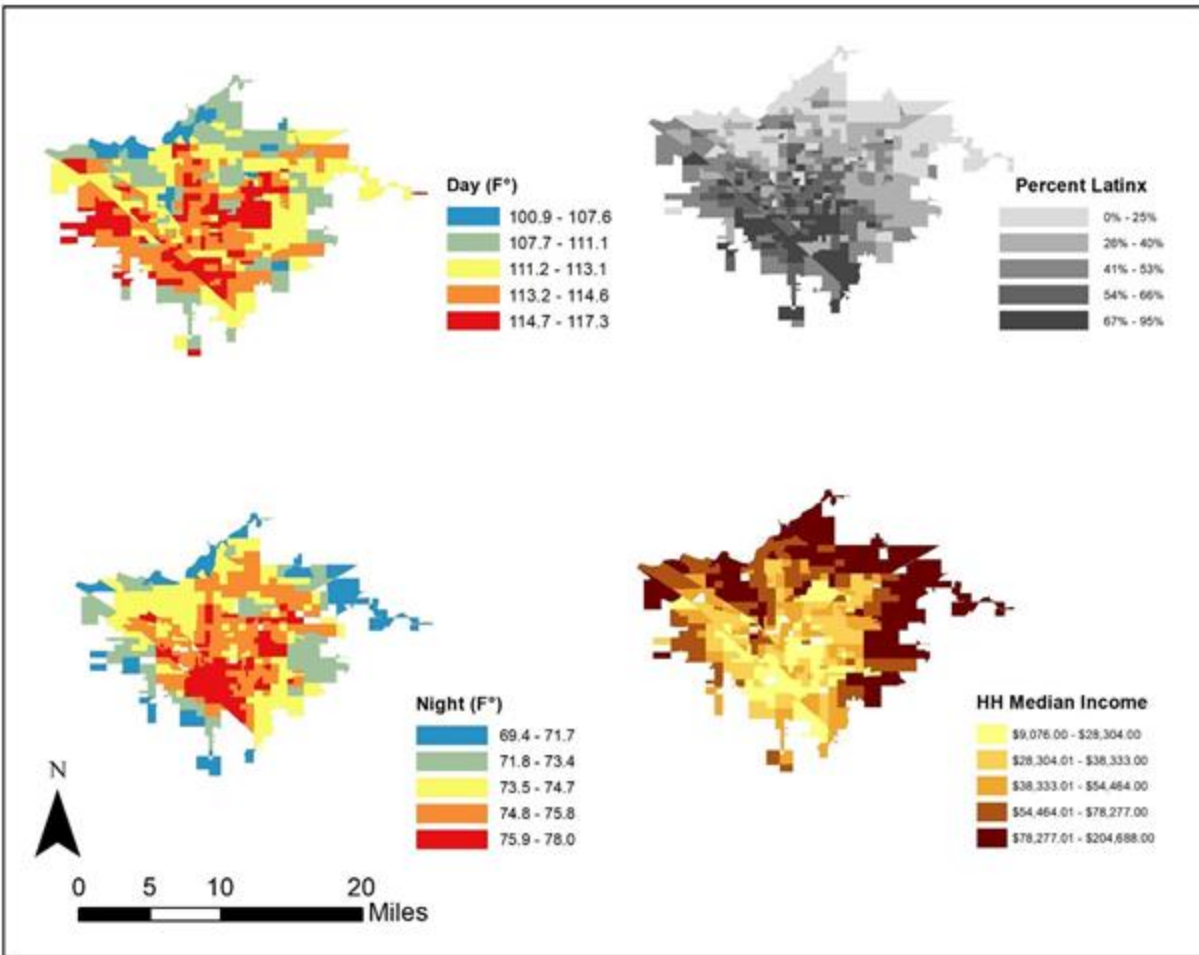 Day (F°)
100.9 - 107.6
107.7 - 111.1
111.2 - 113.1
113.2 - 114.6
114.7 - 117.3
Percent Latinx
0% - 25%
26% - 40%
41% - 53%
54% - 66%
67% - 95%
Night (F°)
69.4 - 71.7
71.8 - 73.4
73.5 - 74.7
74.8 - 75.8
75.9 - 78.0
HH Median Income
$9,076.00 - $28,304.00
$28,304.01 - $38,333.00
$38,333.01 - $54,464.00
$54,464.01 - $78,277.00
$78,277.01 - $204,688.00
N
0 5 10 20
Miles